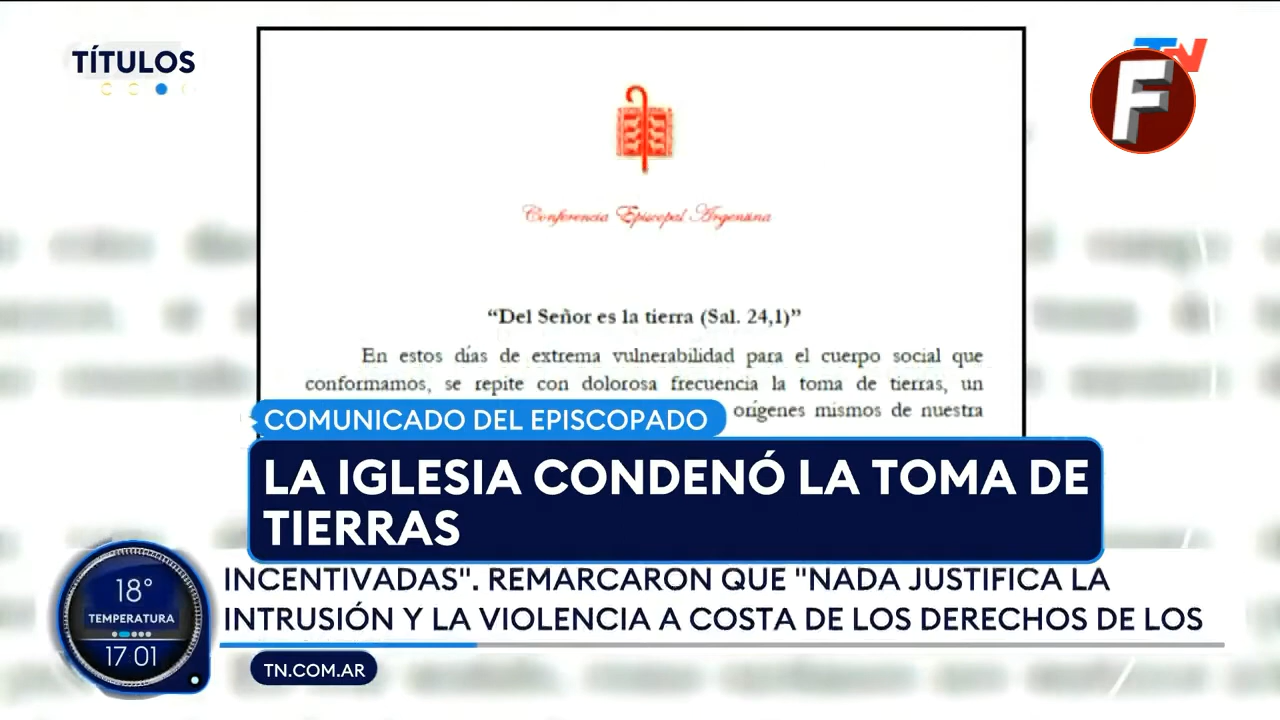 TÍTULOS
TN
F
Conferencia Episcopal Argentina
“Del Señor es la tierra (Sal. 24,1)”
En estos días de extrema vulnerabilidad para el cuerpo social que
conformamos, se repite con dolorosa frecuencia la toma de tierras, un
orígenes mismos de nuestra
COMUNICADO DEL EPISCOPADO
LA IGLESIA CONDENÓ LA TOMA DE
TIERRAS
INCENTIVADAS". REMARCARON QUE "NADA JUSTIFICA LA
INTRUSIÓN Y LA VIOLENCIA A COSTA DE LOS DERECHOS DE LOS
18°
TEMPERATURA
17 01
TN.COM.AR